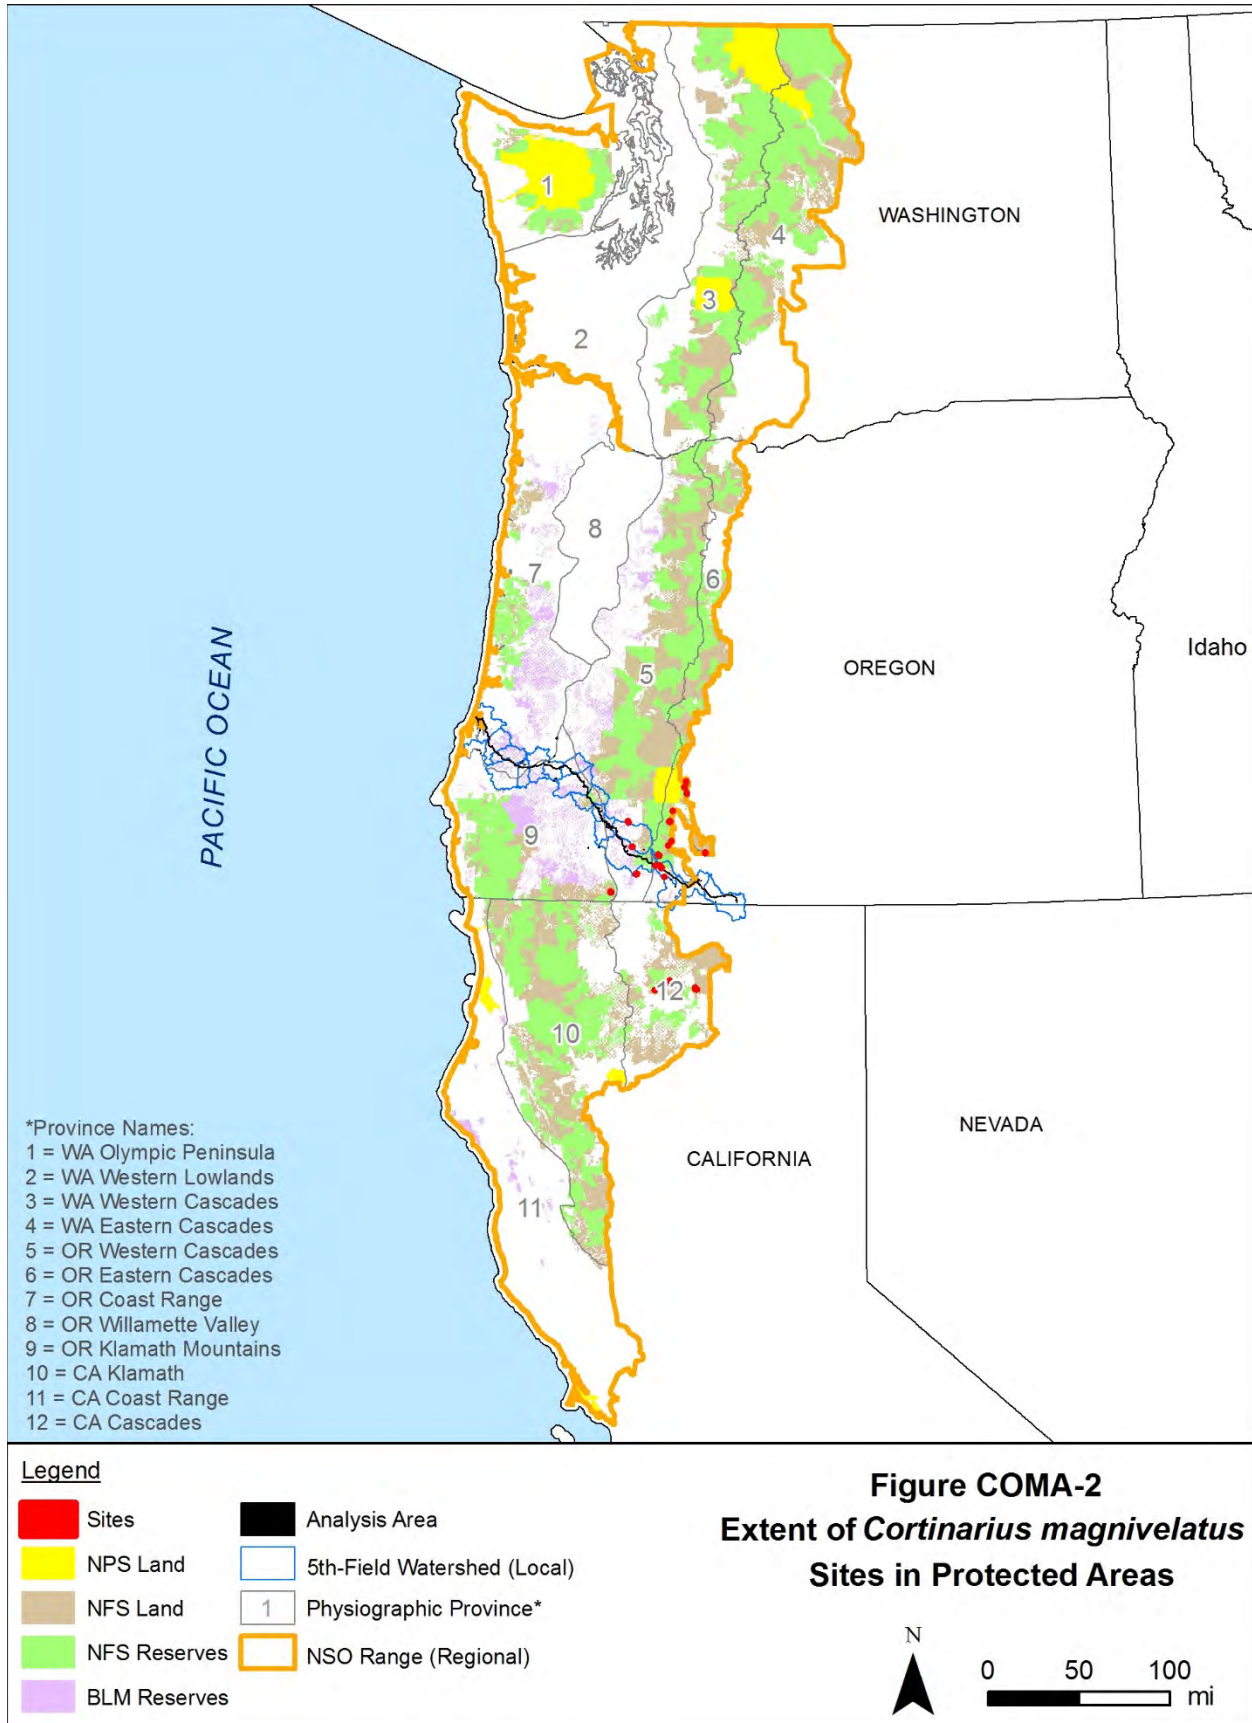 WASHINGTON
1
4
3
2
8
7
6
5
OREGON
Idaho
PACIFIC OCEAN
9
12
10
NEVADA
CALIFORNIA
11
*Province Names:
1 = WA Olympic Peninsula
2 = WA Western Lowlands
3 = WA Western Cascades
4 = WA Eastern Cascades
5 = OR Western Cascades
6 = OR Eastern Cascades
7 = OR Coast Range
8 = OR Willamette Valley
9 = OR Klamath Mountains
10 = CA Klamath
11 = CA Coast Range
12 = CA Cascades
Legend
Sites
NPS Land
NFS Land
NFS Reserves
BLM Reserves
Analysis Area
5th-Field Watershed (Local)
1 Physiographic Province*
NSO Range (Regional)
Figure COMA-2
Extent of Cortinarius magnivelatus
Sites in Protected Areas
N
0 50 100
mi